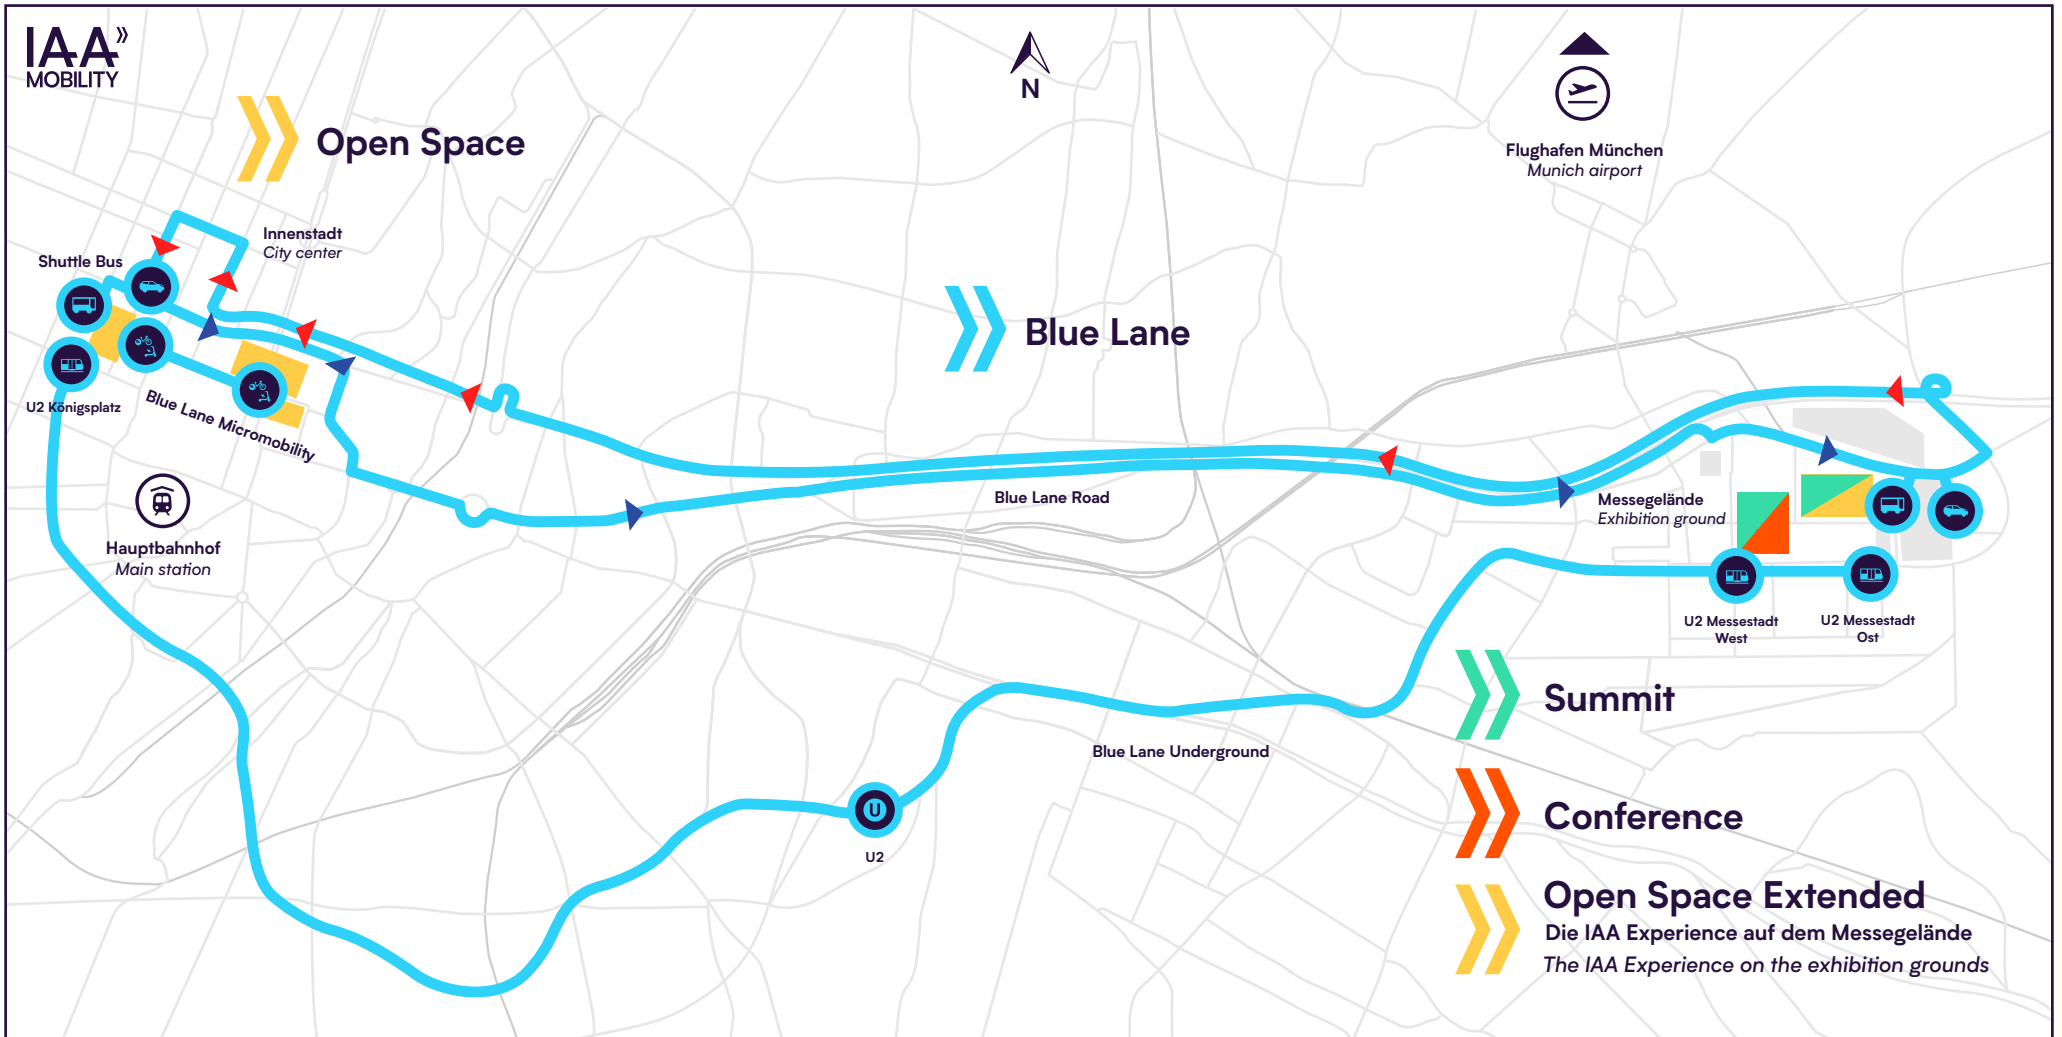 IAA
MOBILITY
N
Open Space
Flughafen München
Munich airport
Innenstadt
City center
Shuttle Bus
Blue Lane
U2 Königsplatz
Blue Lane Micromobility
Hauptbahnhof
Main station
Blue Lane Road
Messegelände
Exhibition ground
U2 Messestadt
West
U2 Messestadt
Ost
Summit
Blue Lane Underground
U
U2
Conference
Open Space Extended
Die IAA Experience auf dem Messegelände
The IAA Experience on the exhibition grounds